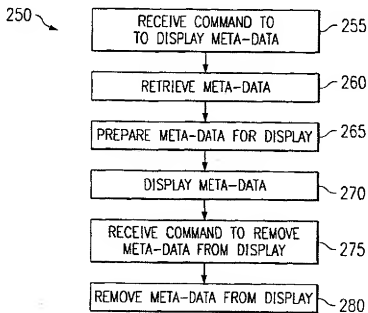 250
RECEIVE COMMAND TO
TO DISPLAY META-DATA
255
RETRIEVE META-DATA
260
PREPARE META-DATA FOR DISPLAY
265
DISPLAY META-DATA
270
RECEIVE COMMAND TO REMOVE
META-DATA FROM DISPLAY
275
REMOVE META-DATA FROM DISPLAY
280